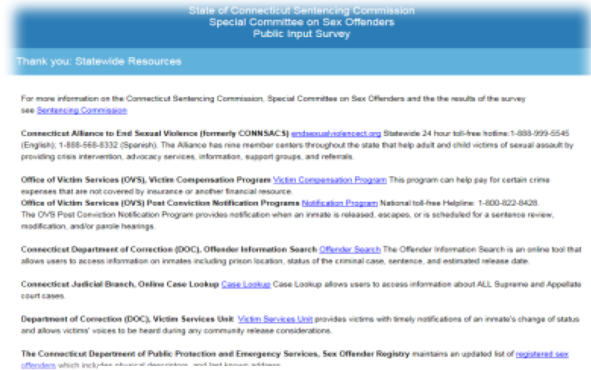 State of Connecticut Sentencing Commission
Special Committee on Sex Offenders
Public Input Survey
Thank you: Statewide Resources
For more information on the Connecticut Sentencing Commission, Special Committee on Sex Offenders and the the results of the survey
see Sentencing Commission
Connecticut Alliance to End Sexual Violence (formerly CONNSACS) endsexualviolencect.org Statewide 24 hour toll-free hotline:1-888-999-5545
(English); 1-888-568-8332 (Spanish). The Alliance has nine member centers throughout the state that help adult and child victims of sexual assault by
providing crisis intervention, advocacy services, information, support groups, and referrals.
Office of Victim Services (OVS), Victim Compensation Program Victim Compensation Program This program can help pay for certain crime
expenses that are not covered by insurance or another financial resource.
Office of Victim Services (OVS) Post Conviction Notification Programs Notification Program National toll-free Helpline: 1-800-822-8428.
The OVS Post Conviction Notification Program provides notification when an inmate is released, escapes, or is scheduled for a sentence review,
modification, and/or parole hearings.
Connecticut Department of Correction (DOC), Offender Information Search Offender Search The Offender Information Search is an online tool that
allows users to access information on inmates including prison location, status of the criminal case, sentence, and estimated release date.
Connecticut Judicial Branch, Online Case Lookup Case Lookup Case Lookup allows users to access information about ALL Supreme and Appellate
court cases.
Department of Correction (DOC), Victim Services Unit Victim Services Unit provides victims with timely notifications of an inmate's change of status
and allows victims' voices to be heard during any community release considerations.
The Connecticut Department of Public Protection and Emergency Services, Sex Offender Registry maintains an updated list of registered sex
offenders which includes physical descriptors, and last known address